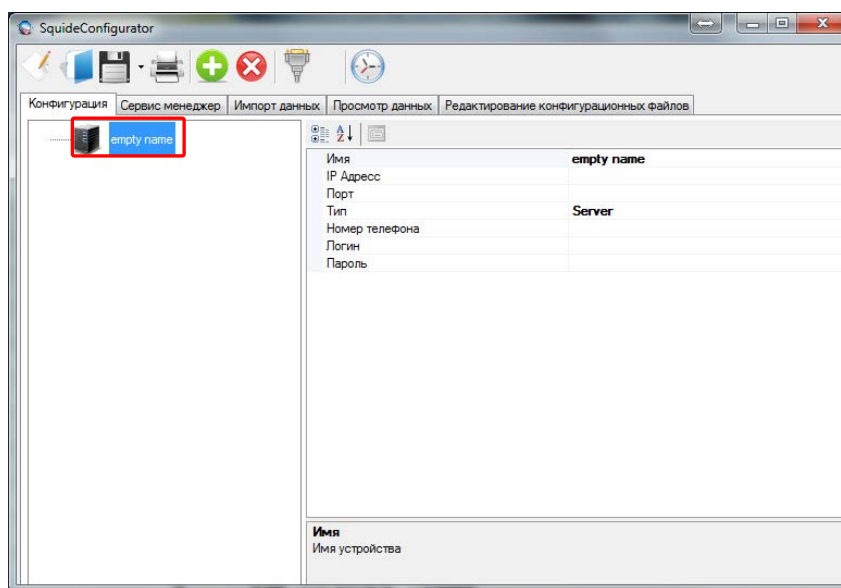 SquideConfigurator
Конфигурация Сервис менеджер Импорт данных Просмотр данных Редактирование конфигурационных файлов
empty name
Имя empty name
IP Адресс
Порт
Тип Server
Номер телефона
Логин
Пароль
Имя
Имя устройства